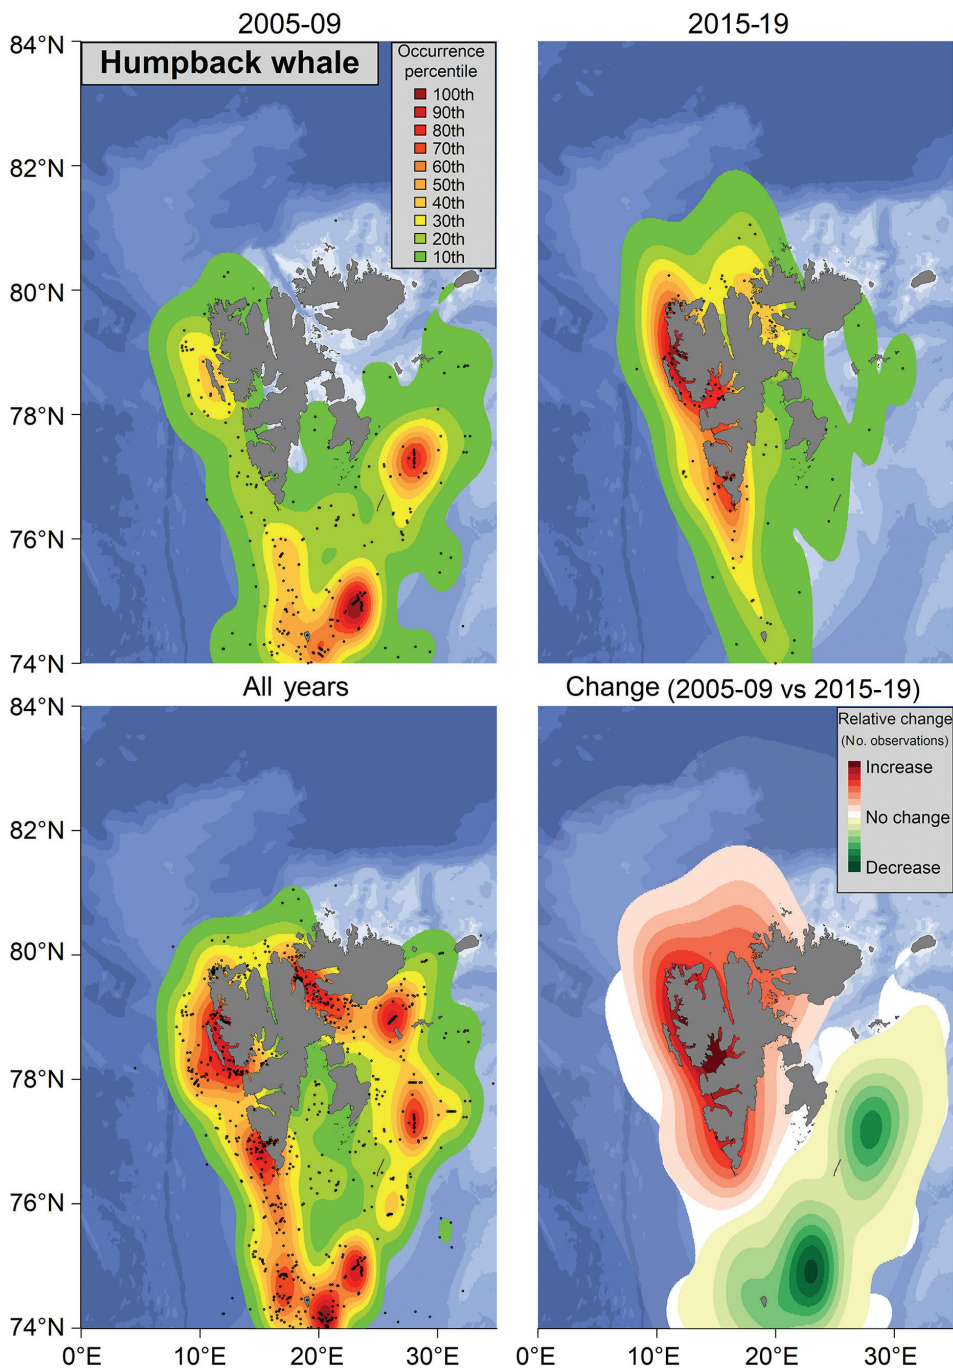 2005-09
2015-19
84°N
82°N
80°N
78°N
76°N
74°N
Humpback whale
Occurrence
percentile
100th
90th
80th
70th
60th
50th
40th
30th
20th
10th
All years
Change (2005-09 vs 2015-19)
84°N
82°N
80°N
78°N
76°N
74°N
Relative change
(No. observations)
Increase
No change
Decrease
0°E 10°E 20°E 30°E 0°E 10°E 20°E 30°E